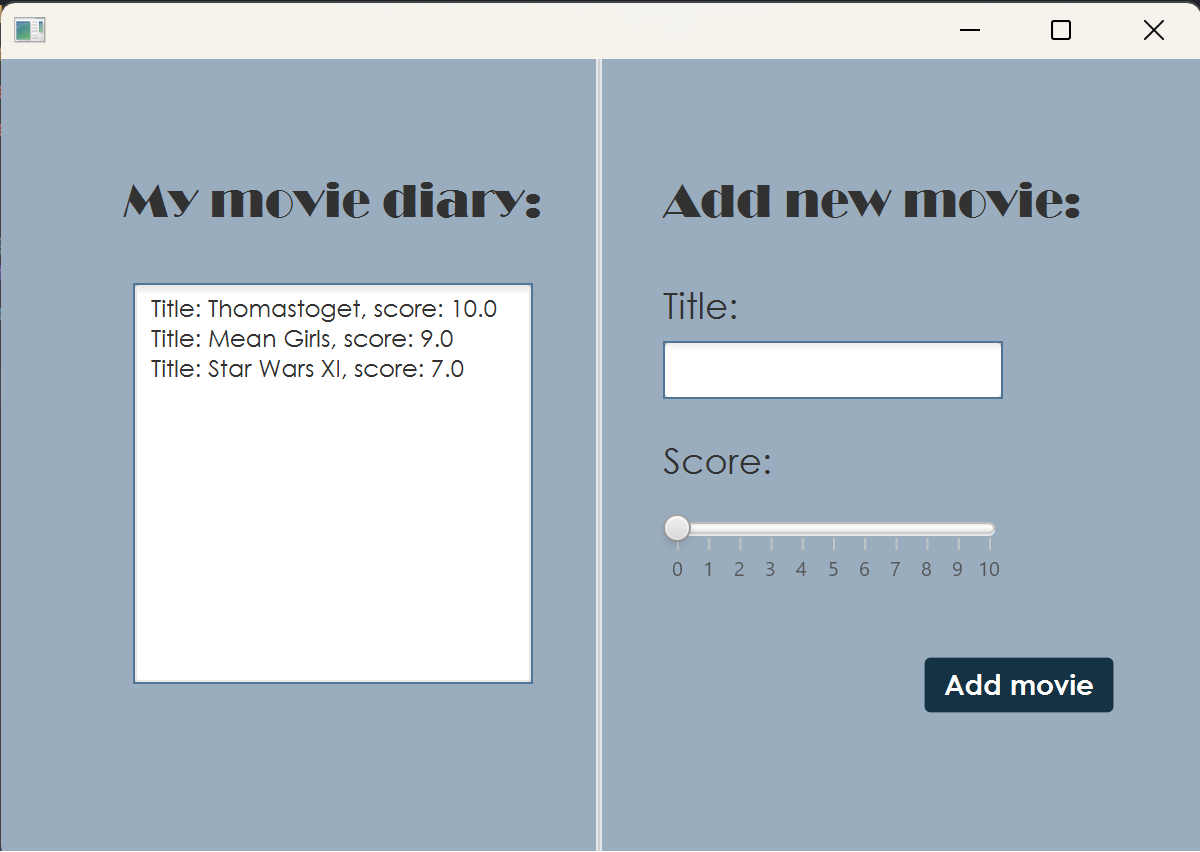 My movie diary:
Title: Thomastoget, score: 10.0
Title: Mean Girls, score: 9.0
Title: Star Wars XI, score: 7.0
Add new movie:
Title:
Score:
0 1 2 3 4 5 6 7 8 9 10
Add movie